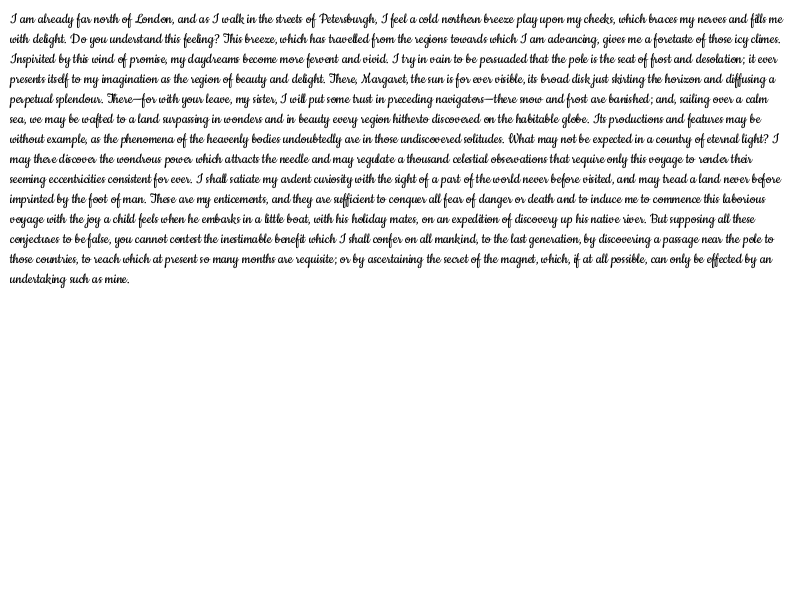 I am already far north of London, and as I walk in the streets of Petersburgh, I feel a cold northern breeze play upon my cheeks, which braces my nerves and fills me
with delight. Do you understand this feeling? This breeze, which has travelled from the regions towards which I am advancing, gives me a foretaste of those icy climes.
Inspirited by this wind of promise, my daydreams become more fervent and vivid. I try in vain to be persuaded that the pole is the seat of frost and desolation; it ever
presents itself to my imagination as the region of beauty and delight. There, Margaret, the sun is for ever visible, its broad disk just skirting the horizon and diffusing a
perpetual splendour. There—for with your leave, my sister, I will put some trust in preceding navigators—there snow and frost are banished; and, sailing over a calm
sea, we may be wafted to a land surpassing in wonders and in beauty every region hitherto discovered on the habitable globe. Its productions and features may be
without example, as the phenomena of the heavenly bodies undoubtedly are in those undiscovered solitudes. What may not be expected in a country of eternal light? I
may there discover the wondrous power which attracts the needle and may regulate a thousand celestial observations that require only this voyage to render their
seeming eccentricities consistent for ever. I shall satiate my ardent curiosity with the sight of a part of the world never before visited, and may tread a land never before
imprinted by the foot of man. These are my enticements, and they are sufficient to conquer all fear of danger or death and to induce me to commence this laborious
voyage with the joy a child feels when he embarks in a little boat, with his holiday mates, on an expedition of discovery up his native river. But supposing all these
conjectures to be false, you cannot contest the inestimable benefit which I shall confer on all mankind, to the last generation, by discovering a passage near the pole to
those countries, to reach which at present so many months are requisite; or by ascertaining the secret of the magnet, which, if at all possible, can only be effected by an
undertaking such as mine.